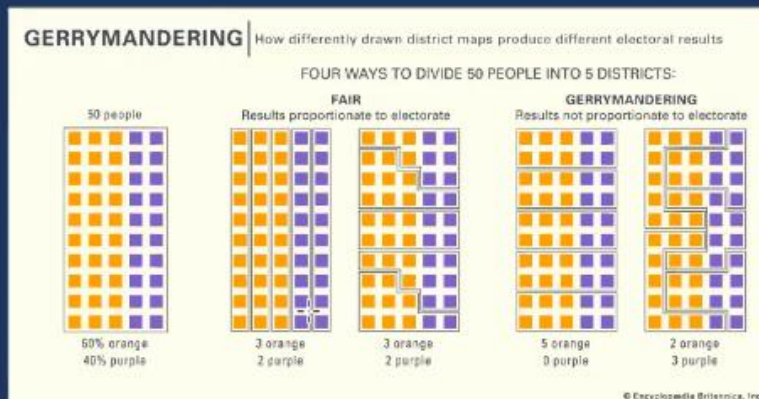 GERRYMANDERING How differently drawn district maps produce different electoral results
FOUR WAYS TO DIVIDE 50 PEOPLE INTO 5 DISTRICTS:
50 people
FAIR
Results proportionate to electorate
GERRYMANDERING
Results not proportionate to electorate
60% orange
40% purple
3 orange
2 purple
3 orange
2 purple
5 orange
0 purple
2 orange
3 purple
© Encyclopædia Britannica, Inc